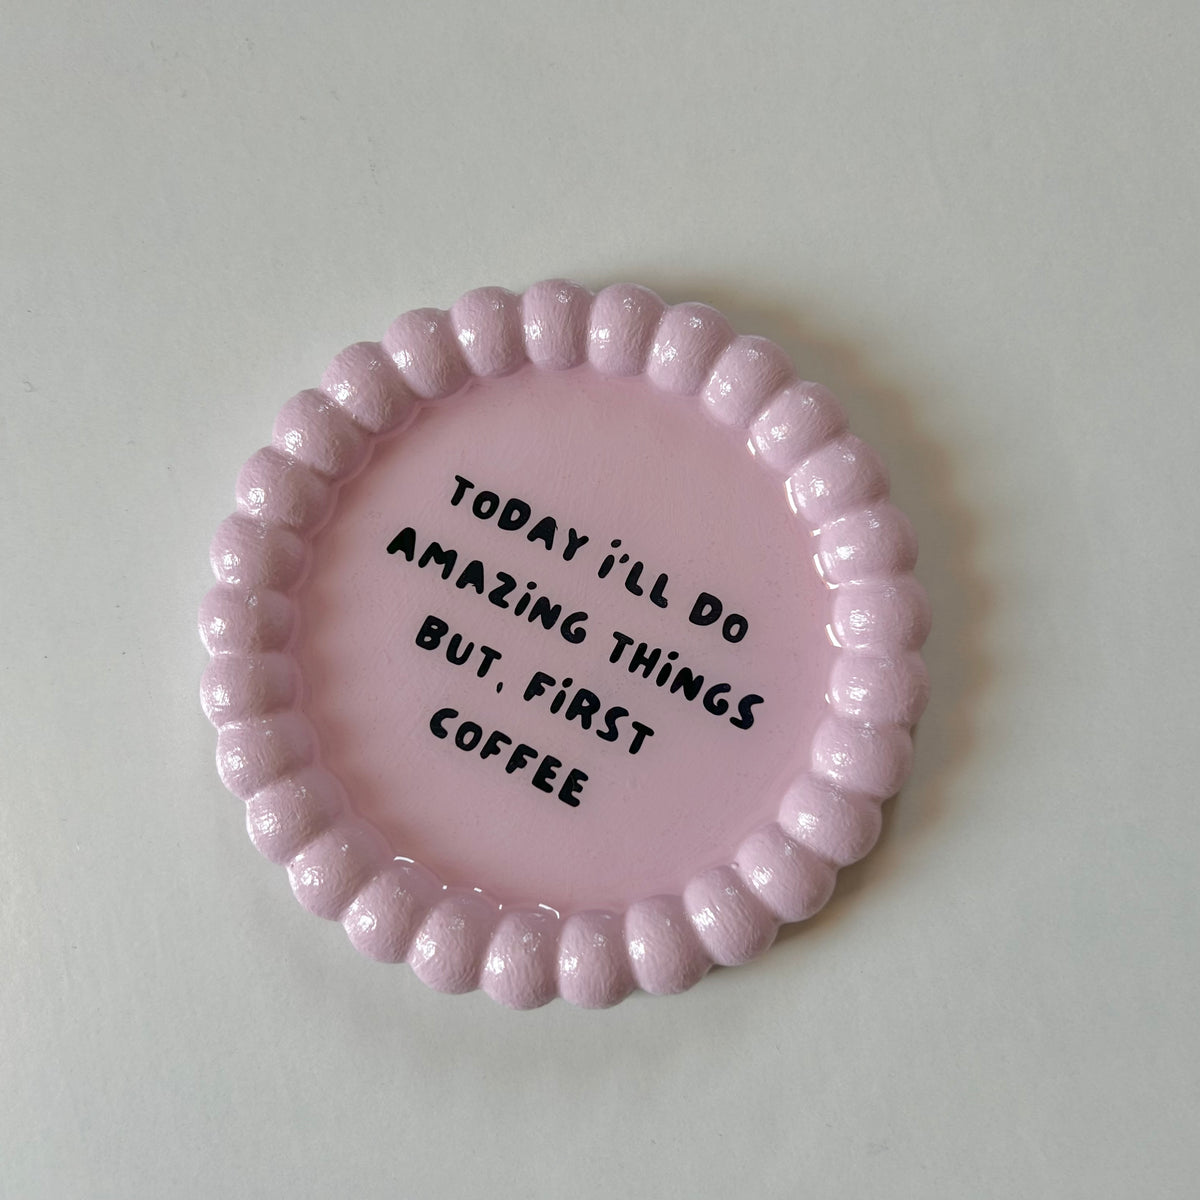 TODAY i'LL DO
AMAZiNG THiNGS
BUT, FiRST
COFFEE